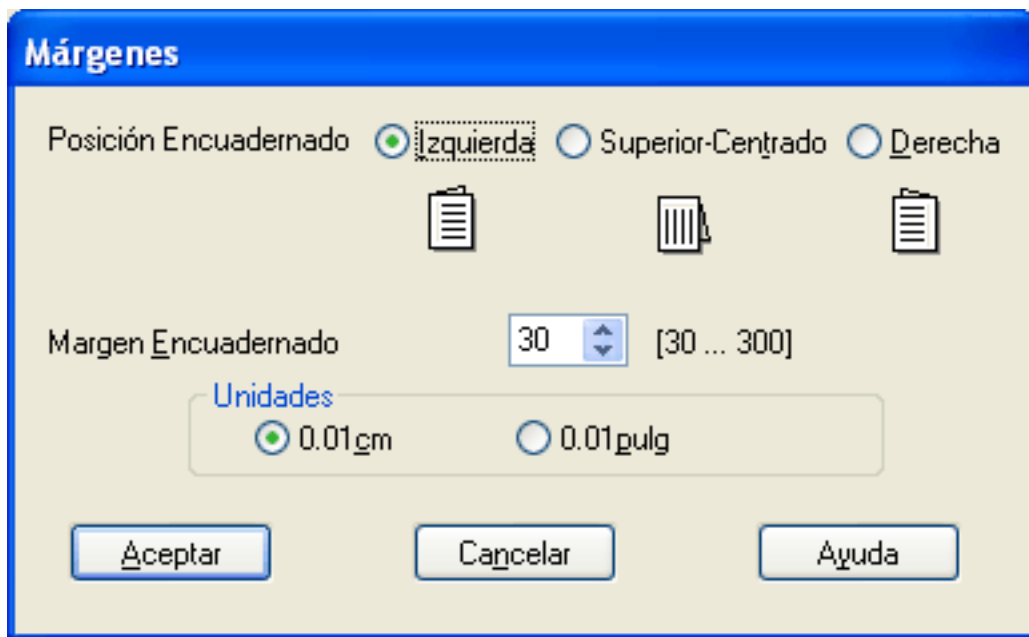 Márgenes
Posición Encuadernado Izquierda Superior-Centrado Derecha
Margen Encuadernado 30 [30 ... 300]
Unidades
0.01cm 0.01pulg
Aceptar Cancelar Ayuda